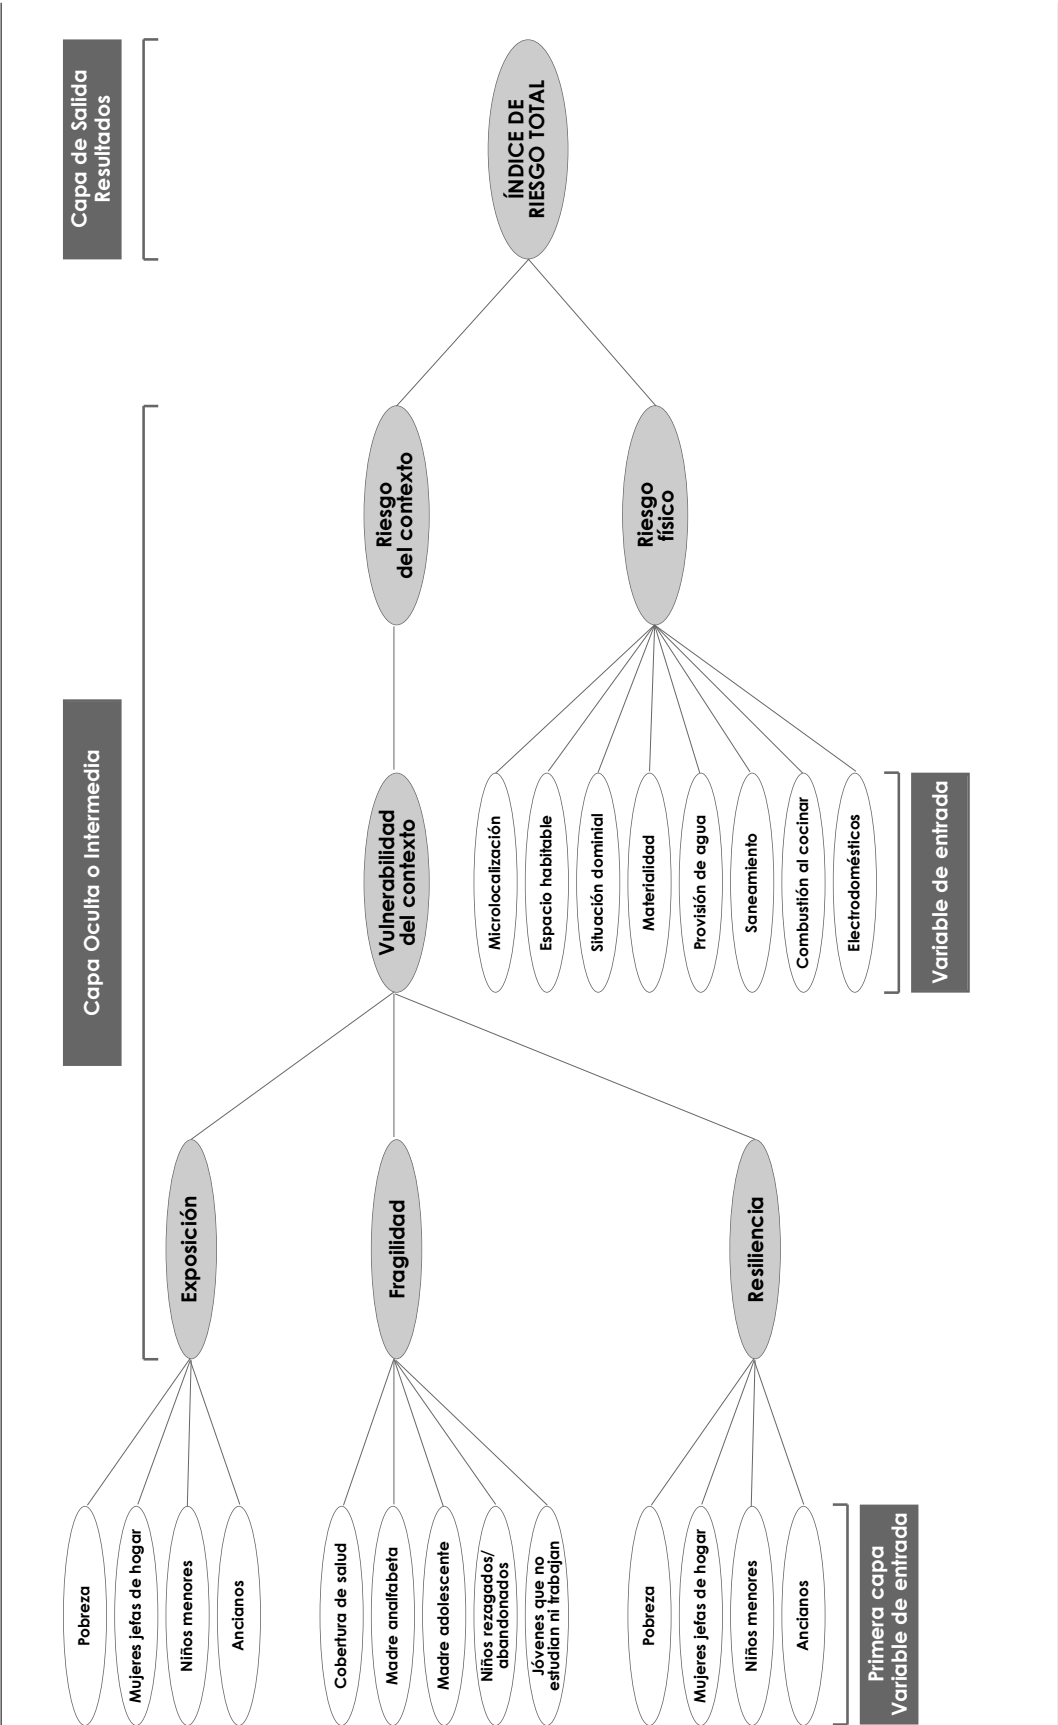 Capa de Salida
Resultados
ÍNDICE DE
RIESGO TOTAL
Capa Oculta o Intermedia
Riesgo
del contexto
Riesgo
físico
Vulnerabilidad
del contexto
Microlocalización
Espacio habitable
Situación dominial
Materialidad
Provisión de agua
Saneamiento
Combustión al cocinar
Electrodomésticos
Variable de entrada
Exposición
Fragilidad
Resiliencia
Pobreza
Mujeres jefas de hogar
Niños menores
Ancianos
Cobertura de salud
Madre analfabeta
Madre adolescente
Niños rezagados/
abandonados
Jóvenes que no
estudian ni trabajan
Pobreza
Mujeres jefas de hogar
Niños menores
Ancianos
Primera capa
Variable de entrada